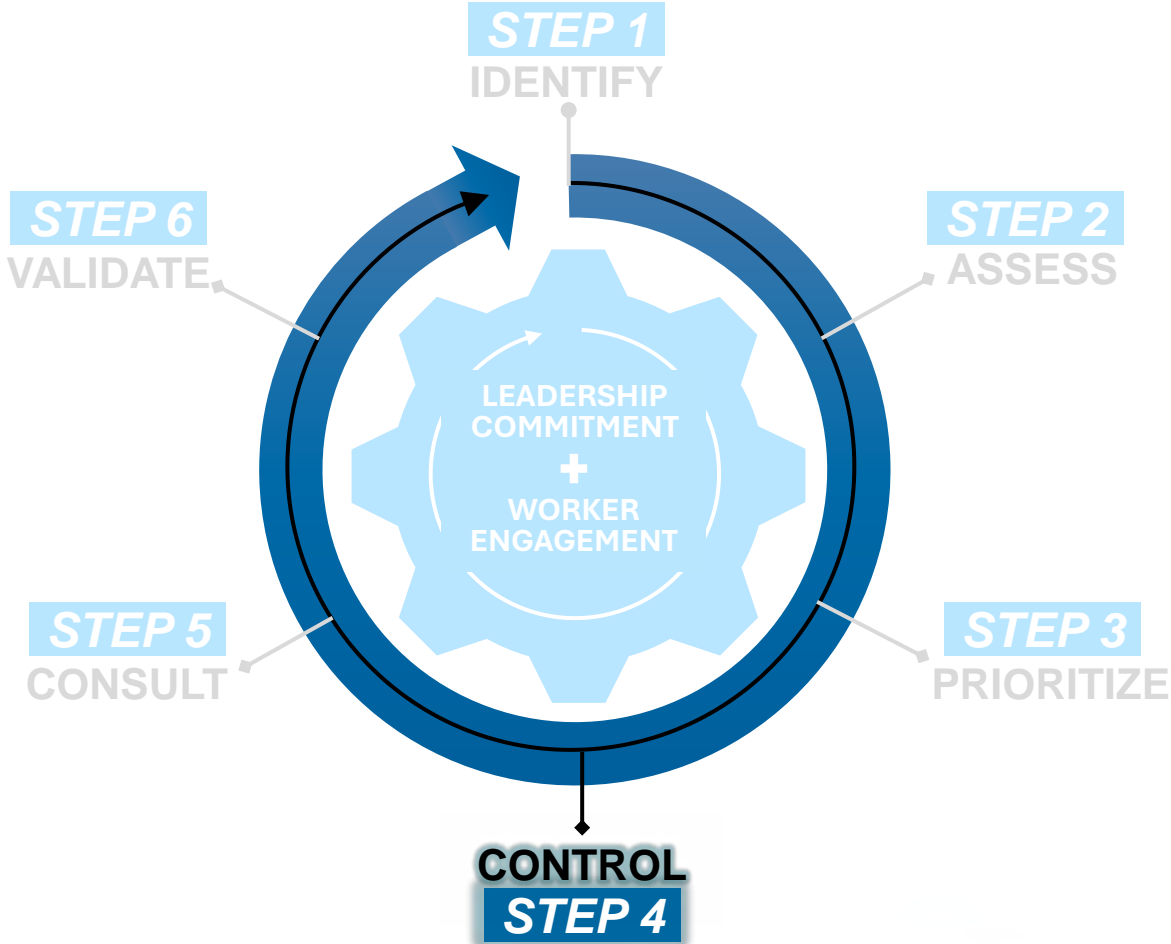 STEP 1
IDENTIFY
STEP 2
ASSESS
STEP 3
PRIORITIZE
CONTROL
STEP 4
STEP 5
CONSULT
STEP 6
VALIDATE
LEADERSHIP
COMMITMENT
+
WORKER
ENGAGEMENT